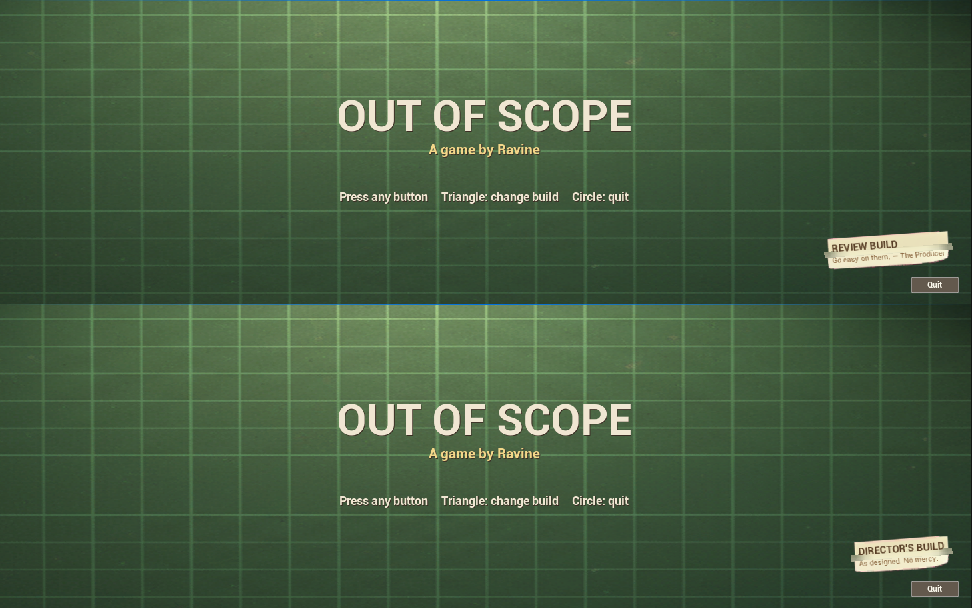 OUT OF SCOPE
A game by Ravine
Press any button Triangle: change build Circle: quit
REVIEW BUILD
Go easy on them. — The Producer
Quit
OUT OF SCOPE
A game by Ravine
Press any button Triangle: change build Circle: quit
DIRECTOR'S BUILD
As designed. No mercy.
Quit